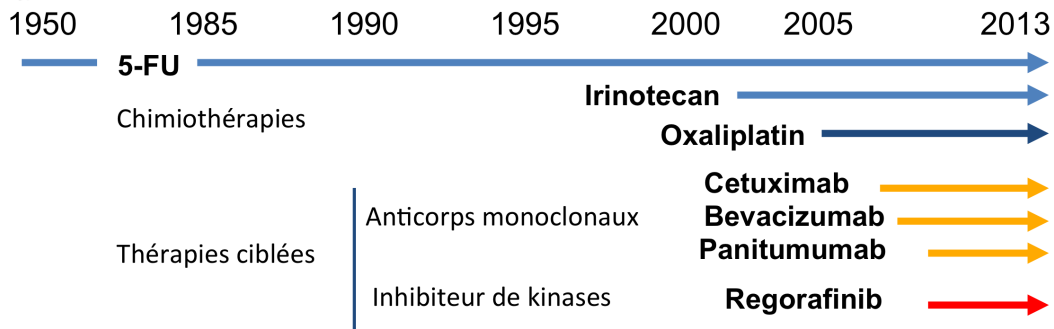 1950 1985 1990 1995 2000 2005 2013
5-FU
Irinotecan
Chimiothérapies
Oxaliplatin
Cetuximab
Anticorps monoclonaux Bevacizumab
Thérapies ciblées Panitumumab
Inhibiteur de kinases Regorafinib